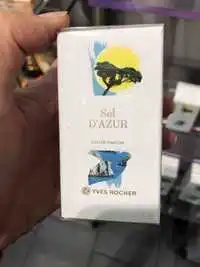 Sel
D'AZUR
EAU DE PARFUM
YVES ROCHER